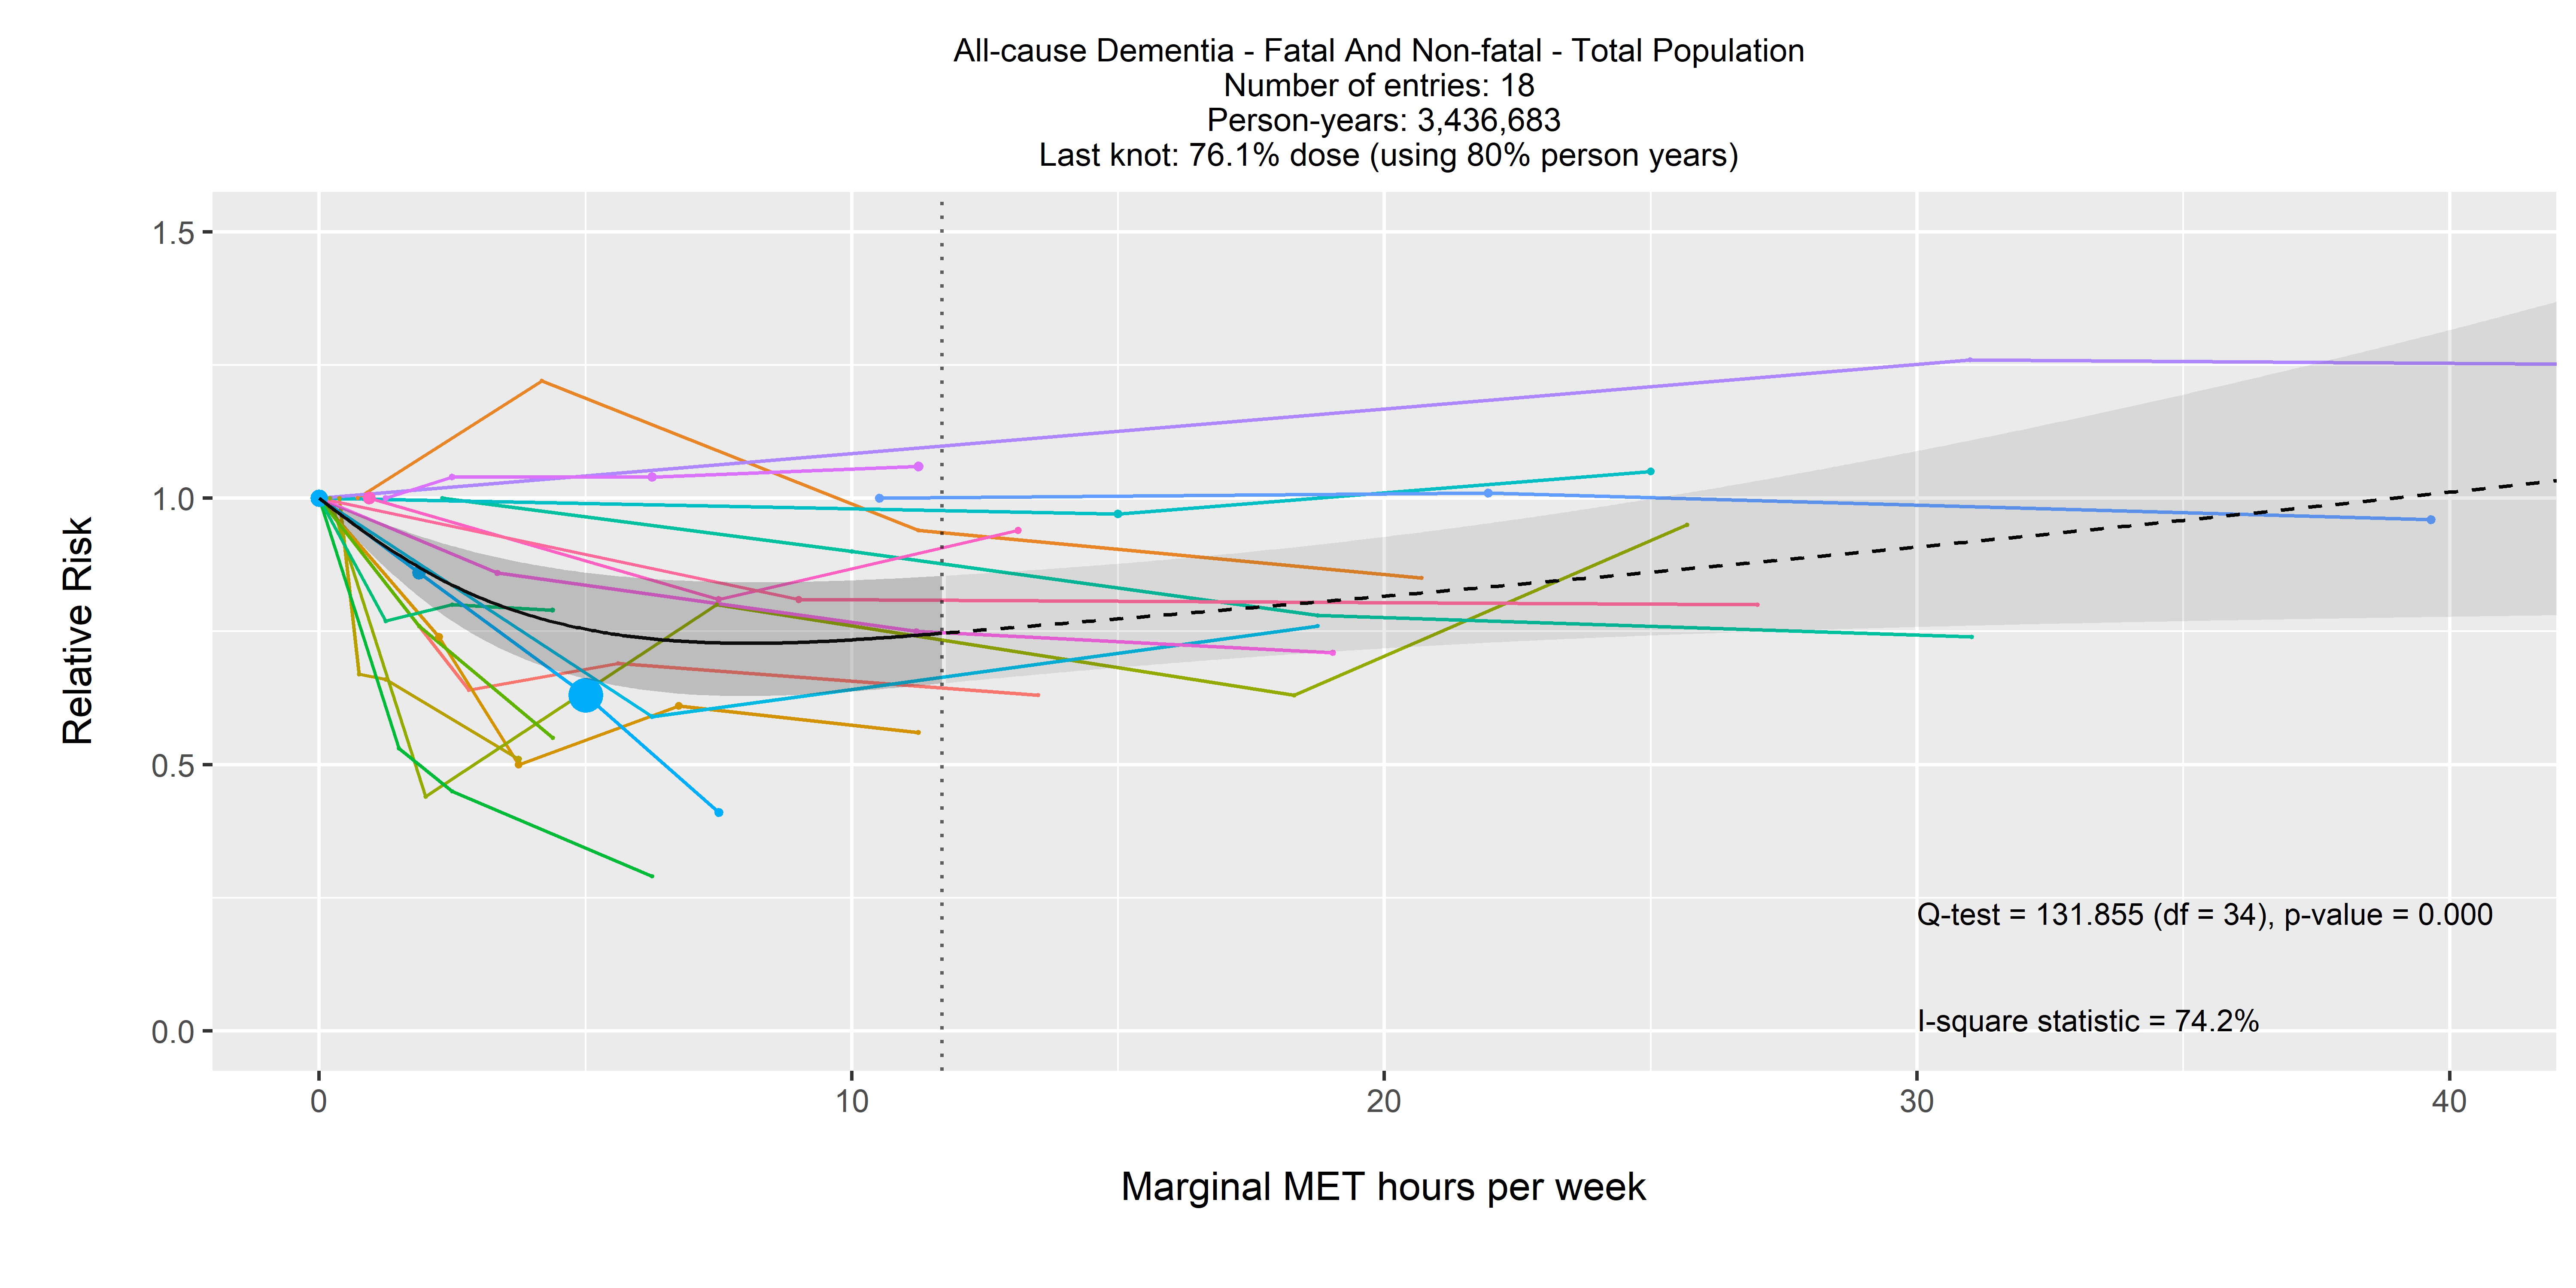 All-cause Dementia - Fatal And Non-fatal - Total Population
Number of entries: 18
Person-years: 3,436,683
Last knot: 76.1% dose (using 80% person years)
1.5
1.0
0.5
0.0
Relative Risk
Q-test = 131.855 (df = 34), p-value = 0.000
I-square statistic = 74.2%
0 10 20 30 40
Marginal MET hours per week